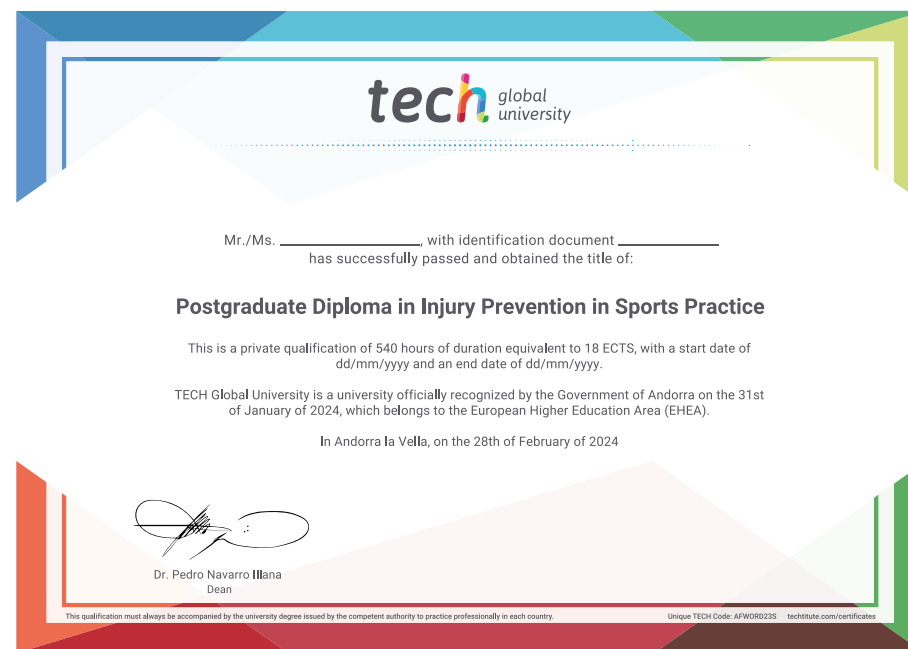 tech global
university
Mr./Ms. ____________________, with identification document ______________
has successfully passed and obtained the title of:
Postgraduate Diploma in Injury Prevention in Sports Practice
This is a private qualification of 540 hours of duration equivalent to 18 ECTS, with a start date of
dd/mm/yyyy and an end date of dd/mm/yyyy.
TECH Global University is a university officially recognized by the Government of Andorra on the 31st
of January of 2024, which belongs to the European Higher Education Area (EHEA).
In Andorra la Vella, on the 28th of February of 2024
Dr. Pedro Navarro Illana
Dean
This qualification must always be accompanied by the university degree issued by the competent authority to practice professionally in each country.
Unique TECH Code: AFWORD23S techtitute.com/certificates